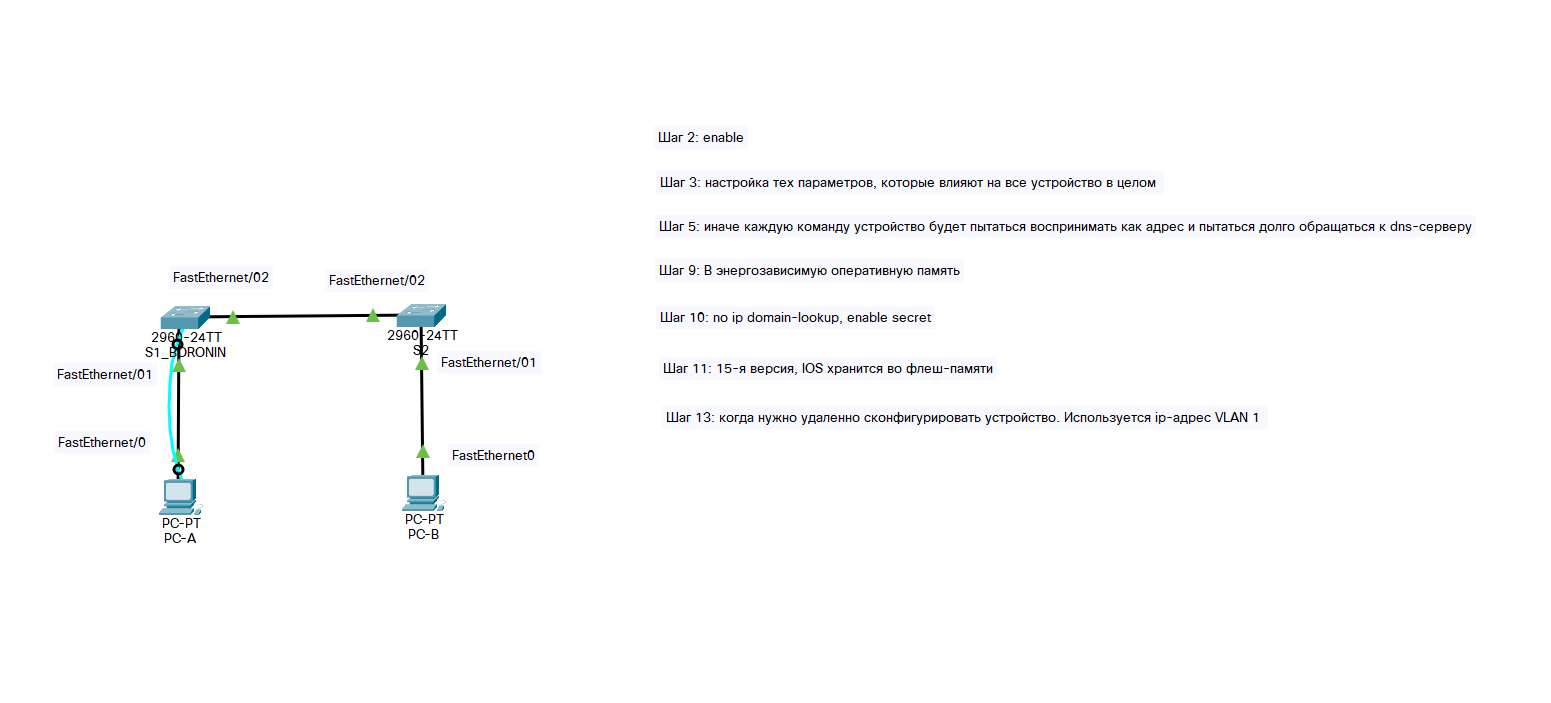 Шаг 2: enable
Шаг 3: настройка тех параметров, которые влияют на все устройство в целом
Шаг 5: иначе каждую команду устройство будет пытаться воспринимать как адрес и пытаться долго обращаться к dns-серверу
Шаг 9: В энергозависимую оперативную память
Шаг 10: no ip domain-lookup, enable secret
Шаг 11: 15-я версия, IOS хранится во флеш-памяти
Шаг 13: когда нужно удаленно сконфигурировать устройство. Используется ip-адрес VLAN 1
FastEthernet/02
FastEthernet/02
2960-24TT
S1_BORONIN
2960-24TT
S2
FastEthernet/01
FastEthernet/01
FastEthernet/0
FastEthernet0
PC-PT
PC-A
PC-PT
PC-B